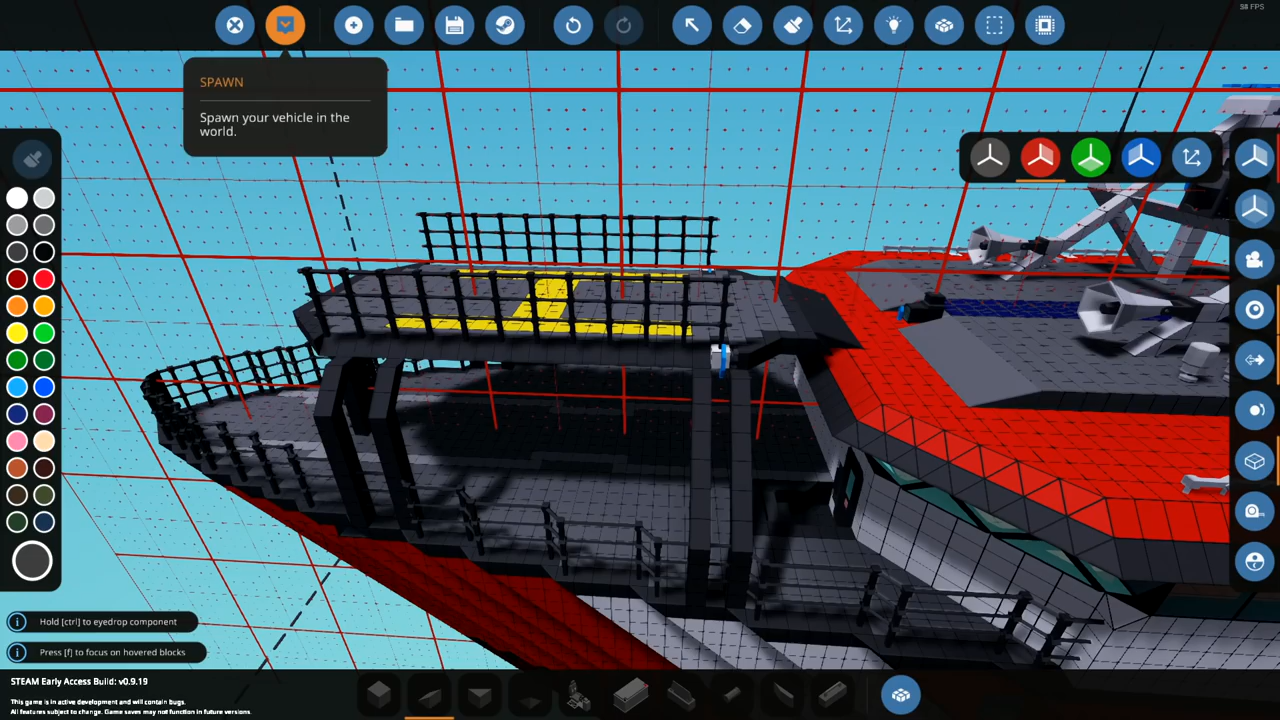 98 FPS
SPAWN
Spawn your vehicle in the
world.
Hold [ctrl] to eyedrop component
Press [f] to focus on hovered blocks
STEAM Early Access Build: v0.9.19
This game is in active development and will contain bugs.
All features subject to change. Game saves may not function in future versions.